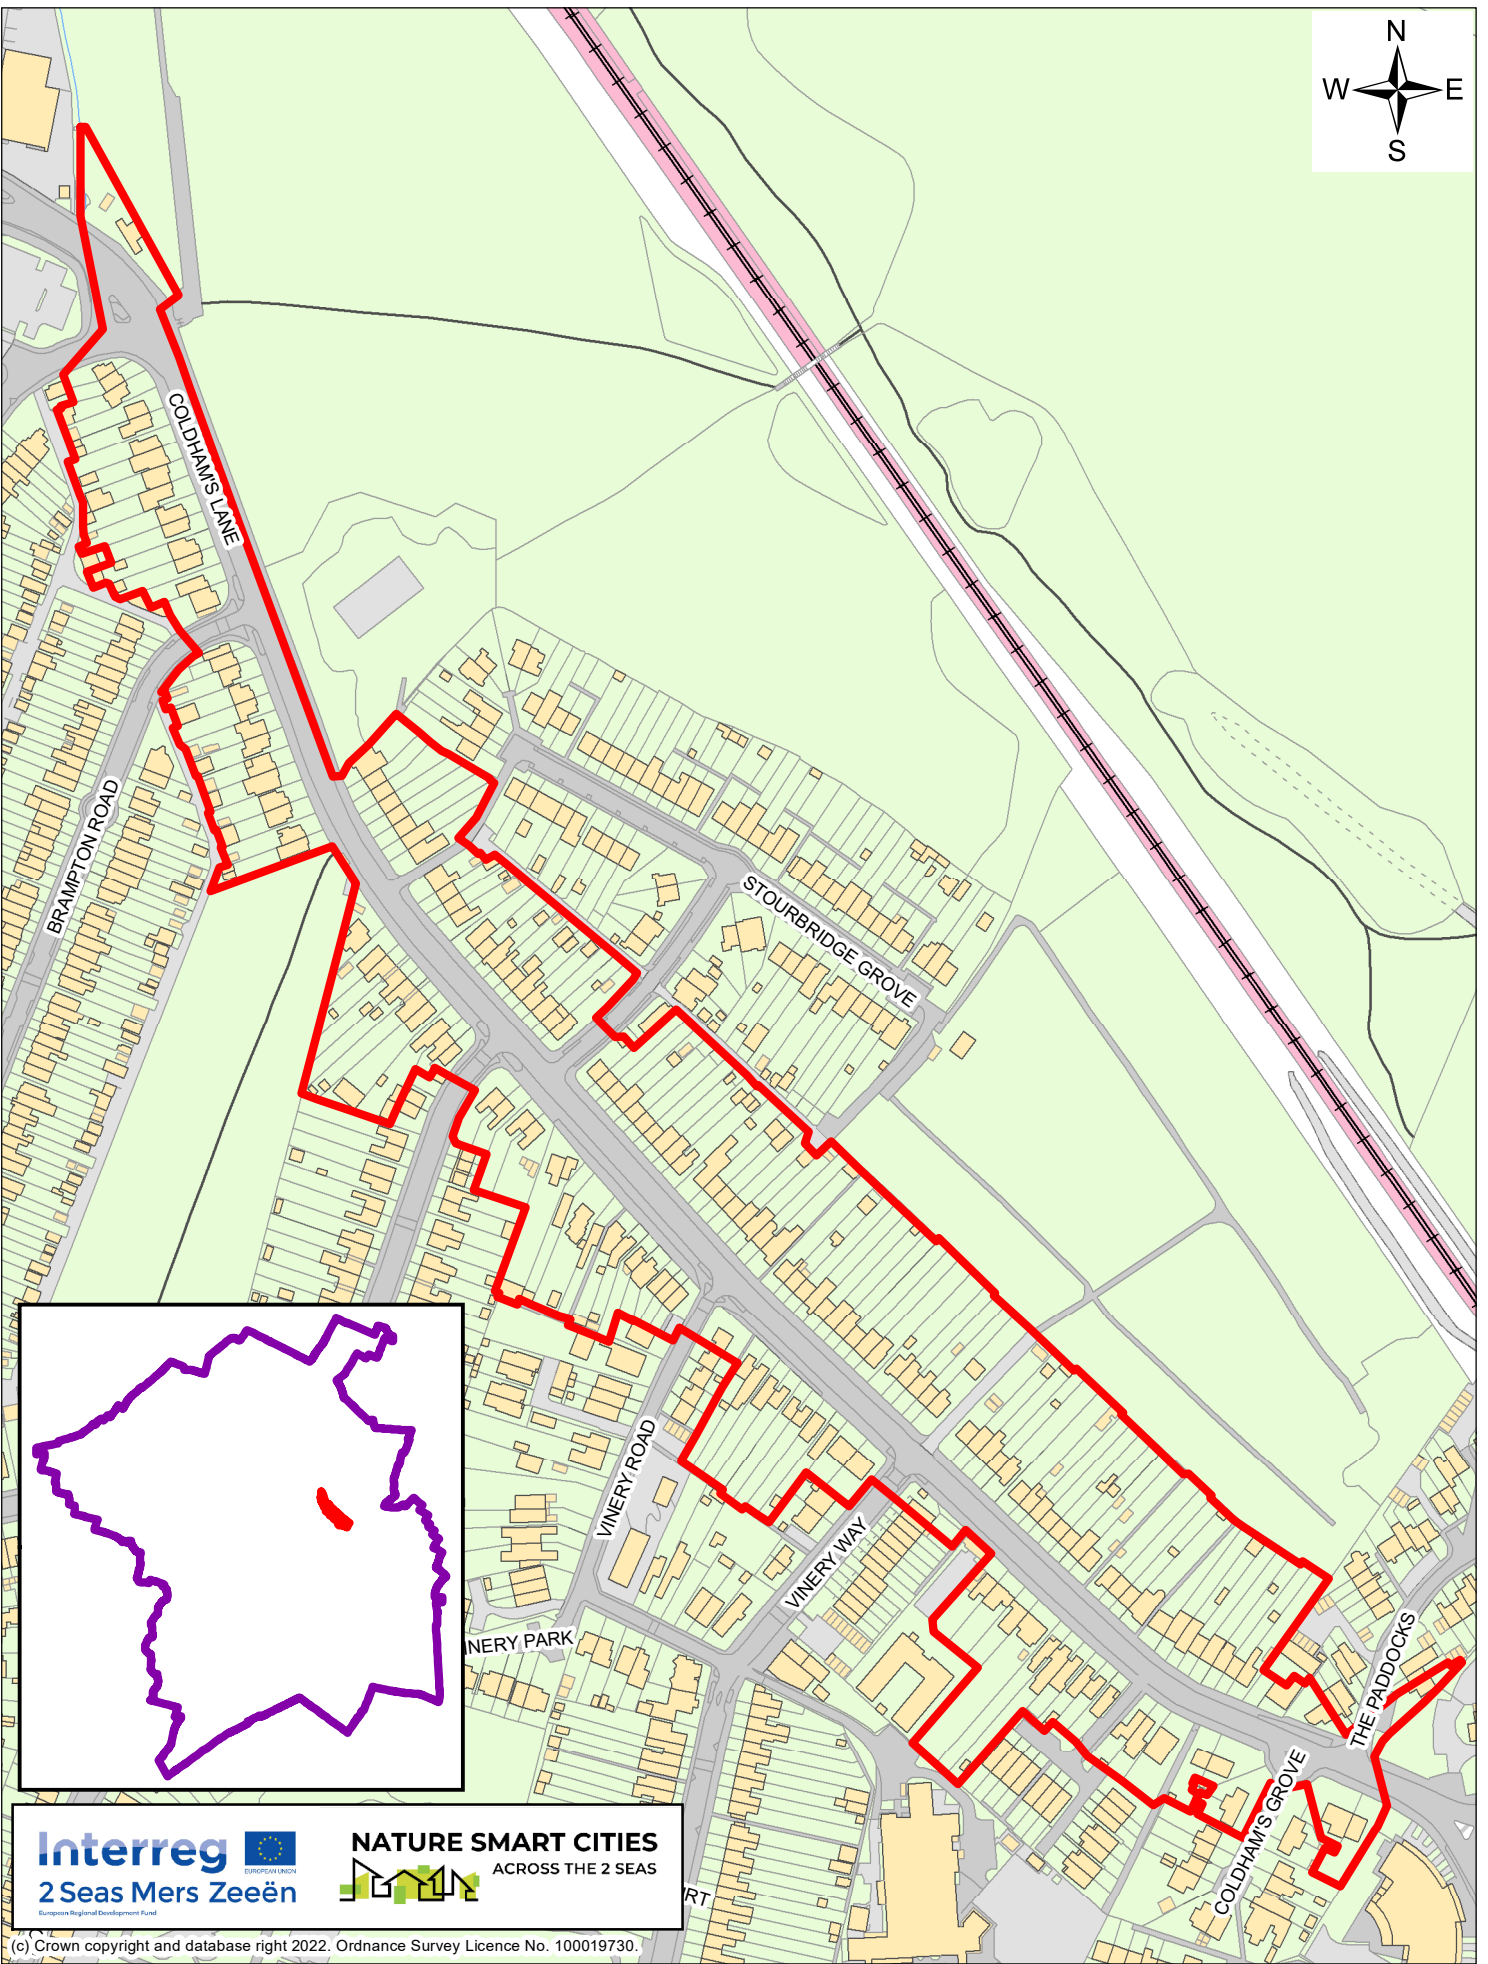 N
W E
S
COLDHAM'S LANE
BRAMPTON ROAD
STOURBRIDGE GROVE
VINERY ROAD
VINERY WAY
INERY PARK
THE PADDOCKS
COLDHAM'S GROVE
RT
Interreg
EUROPEAN UNION
2 Seas Mers Zeeën
European Regional Development Fund
NATURE SMART CITIES
ACROSS THE 2 SEAS
(c) Crown copyright and database right 2022. Ordnance Survey Licence No. 100019730.